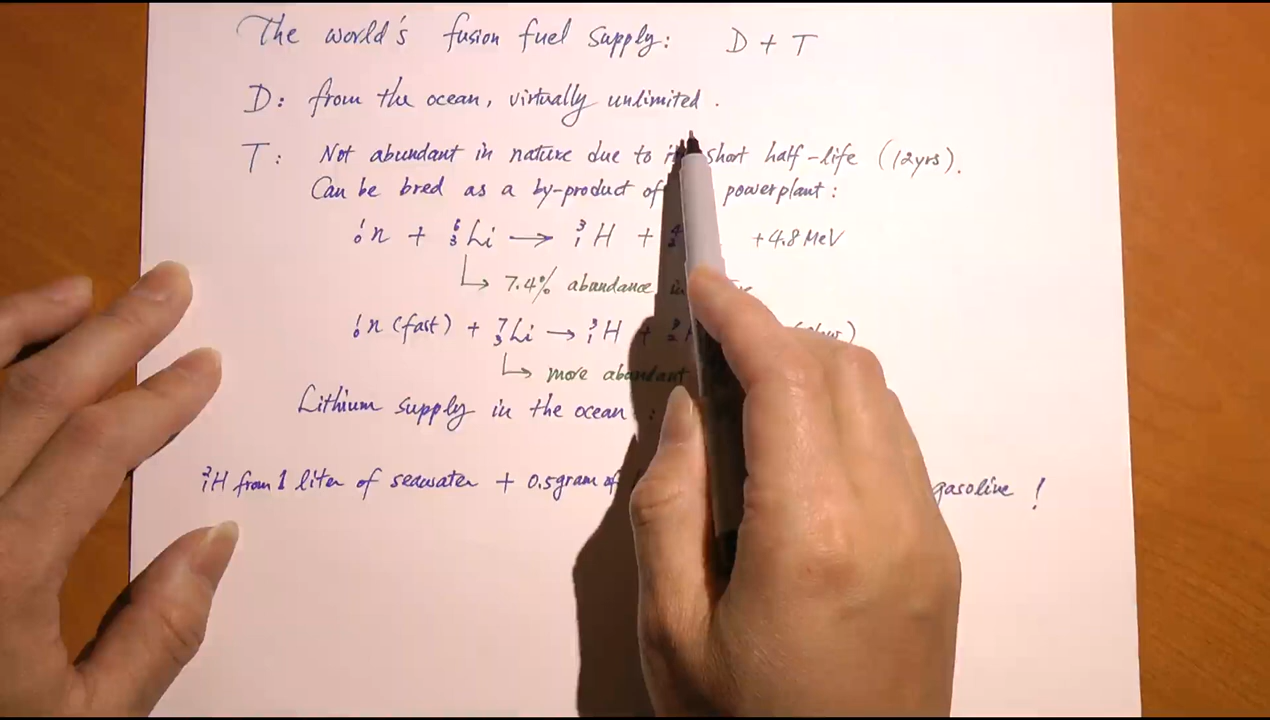 The world's fusion fuel supply: D + T
D: from the ocean, virtually unlimited.
T: Not abundant in nature due to short half-life (12yrs).
Can be bred as a by-product of powerplant:
¹₀n + ⁶₃Li ⟶ ³₁H + +4.8 MeV
↳ 7.4% abundance
¹₀n (fast) + ⁷₃Li → ³₁H +
↳ more abundant
Lithium supply in the ocean :
²₁H from 1 liter of seawater + 0.5gram of gasoline !